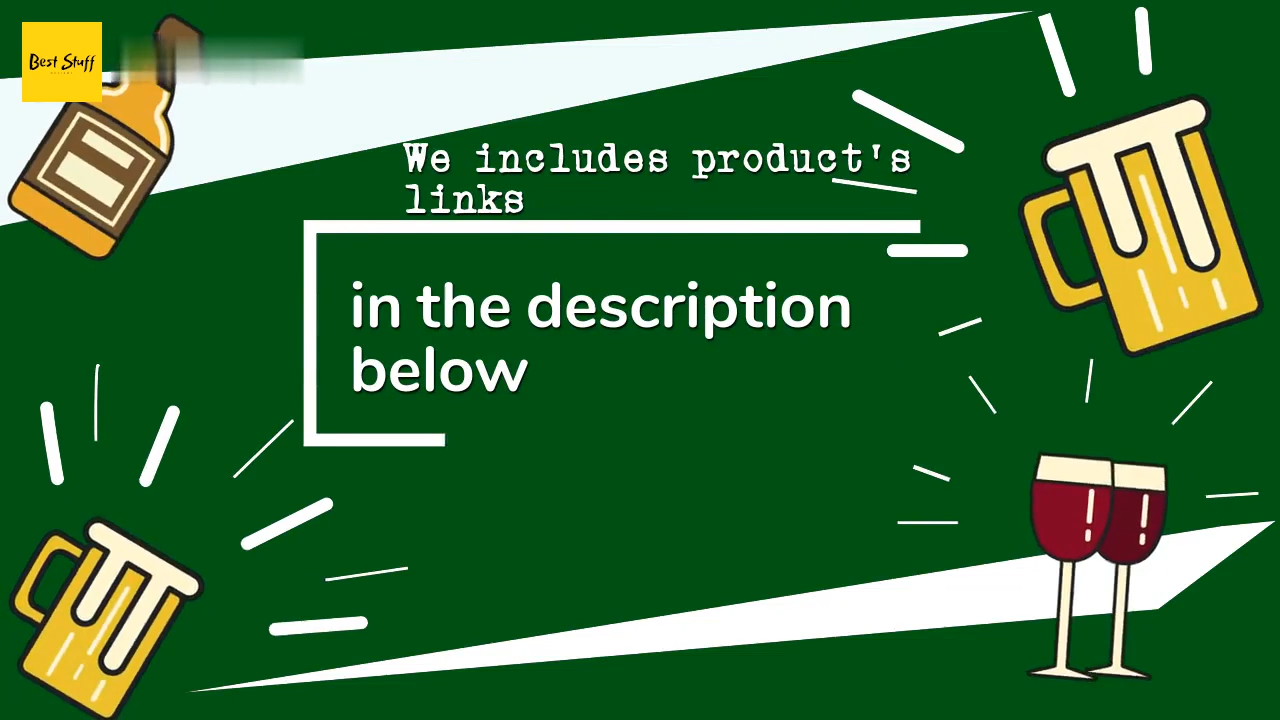 Best Stuff
We includes product's
links
in the description
below